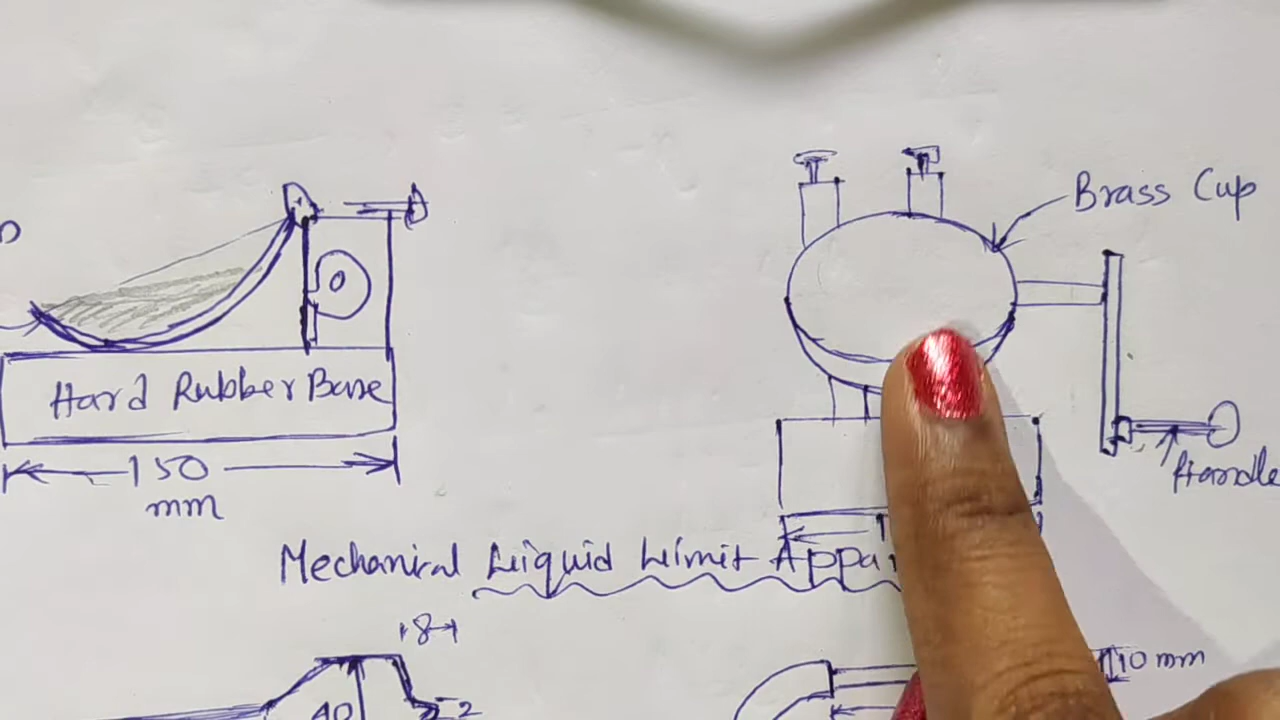 Brass Cup
Hard Rubber Base
150
mm
Handle
Mechanical Liquid Limit
8
10 mm
40
2